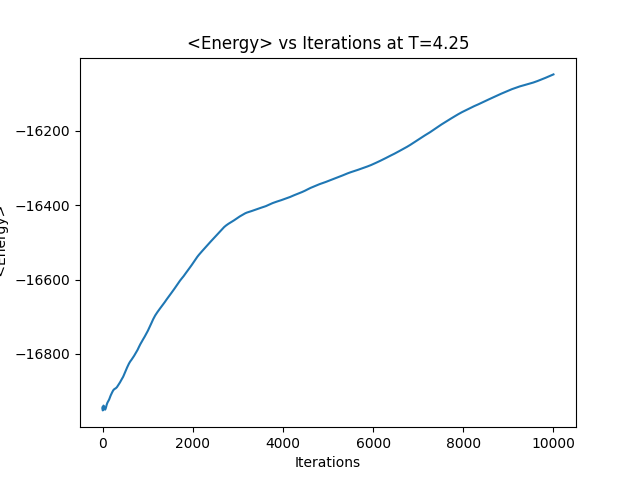 <Energy> vs Iterations at T=4.25
−16200
−16400
−16600
−16800
<Energy>
0 2000 4000 6000 8000 10000
Iterations